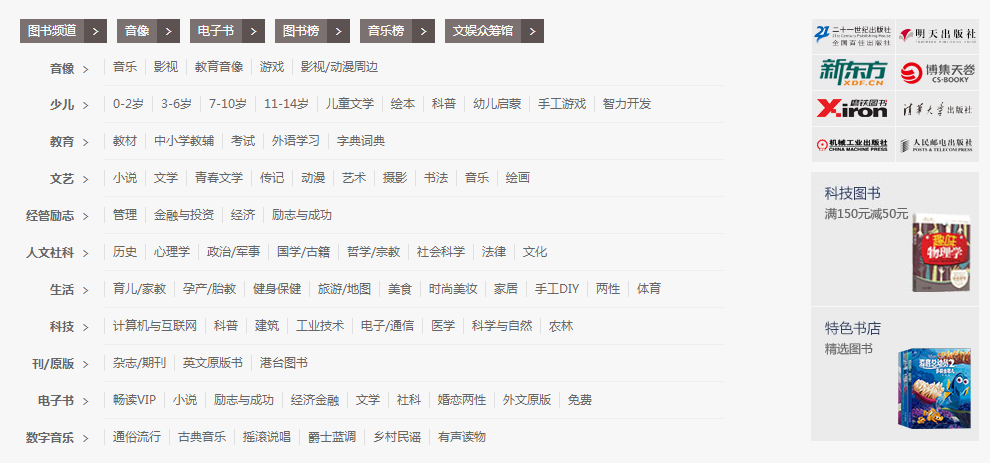 图书频道 > 音像 > 电子书 > 图书榜 > 音乐榜 > 文娱众筹馆 >
音像 > 音乐 影视 教育音像 游戏 影视/动漫周边
少儿 > 0-2岁 3-6岁 7-10岁 11-14岁 儿童文学 绘本 科普 幼儿启蒙 手工游戏 智力开发
教育 > 教材 中小学教辅 考试 外语学习 字典词典
文艺 > 小说 文学 青春文学 传记 动漫 艺术 摄影 书法 音乐 绘画
经管励志 > 管理 金融与投资 经济 励志与成功
人文社科 > 历史 心理学 政治/军事 国学/古籍 哲学/宗教 社会科学 法律 文化
生活 > 育儿/家教 孕产/胎教 健身保健 旅游/地图 美食 时尚美妆 家居 手工DIY 两性 体育
科技 > 计算机与互联网 科普 建筑 工业技术 电子/通信 医学 科学与自然 农林
刊/原版 > 杂志/期刊 英文原版书 港台图书
电子书 > 畅读VIP 小说 励志与成功 经济金融 文学 社科 婚恋两性 外文原版 免费
数字音乐 > 通俗流行 古典音乐 摇滚说唱 爵士蓝调 乡村民谣 有声读物
二十一世纪出版社
21st Century Publishing House
全国百佳出版社
明天出版社
新东方
XDF.CN
博集天卷
CS-BOOKY
磨铁图书
Xiron
清华大学出版社
机械工业出版社
CHINA MACHINE PRESS
人民邮电出版社
POSTS & TELECOM PRESS
科技图书
满150元减50元
趣味
物理学
特色书店
精选图书
海底总动员2